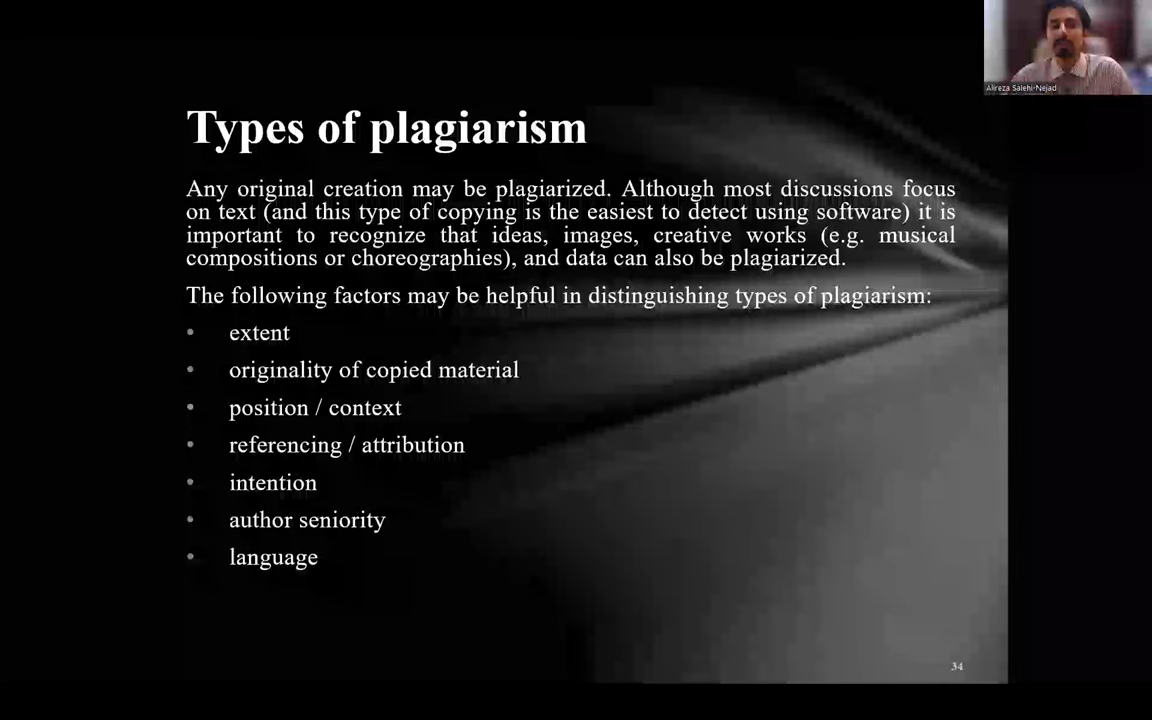 Alireza Salehi-Nejad
Types of plagiarism
Any original creation may be plagiarized. Although most discussions focus
on text (and this type of copying is the easiest to detect using software) it is
important to recognize that ideas, images, creative works (e.g. musical
compositions or choreographies), and data can also be plagiarized.
The following factors may be helpful in distinguishing types of plagiarism:
• extent
• originality of copied material
• position / context
• referencing / attribution
• intention
• author seniority
• language
34